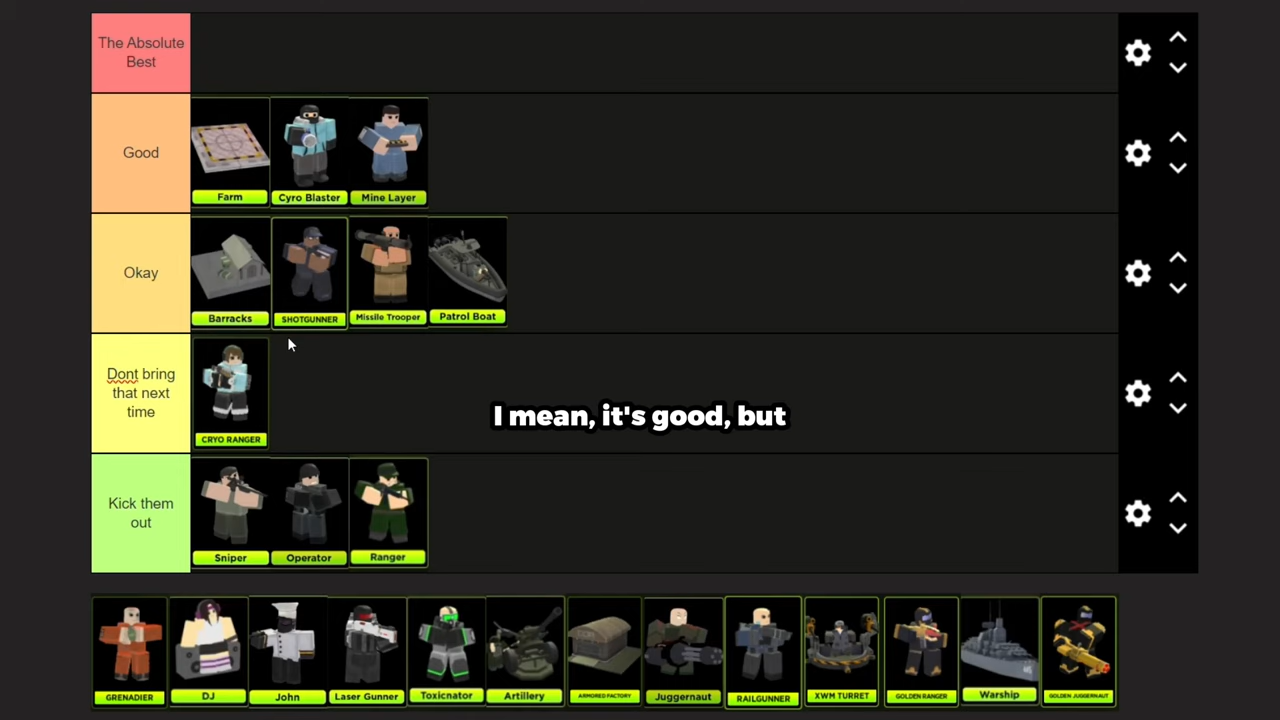 The Absolute
Best
Good
Farm
Cyro Blaster
Mine Layer
Okay
Barracks
SHOTGUNNER
Missile Trooper
Patrol Boat
Dont bring
that next
time
CRYO RANGER
I mean, it's good, but
Kick them
out
Sniper
Operator
Ranger
GRENADIER
DJ
John
Laser Gunner
Toxicnator
Artillery
ARMORED FACTORY
Juggernaut
RAILGUNNER
XWM TURRET
GOLDEN RANGER
Warship
GOLDEN JUGGERNAUT